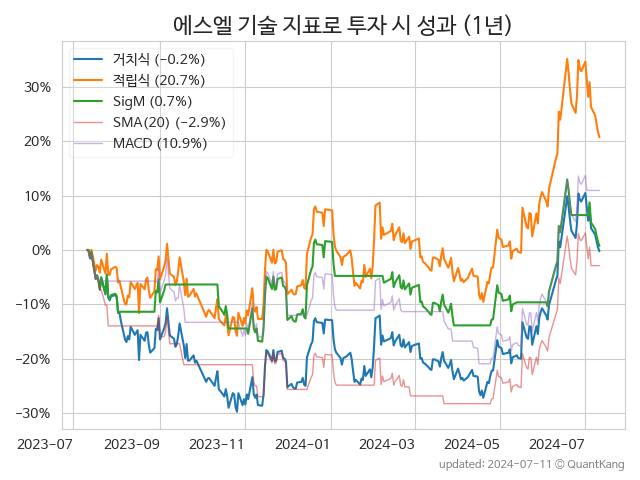 에스엘 기술 지표로 투자 시 성과 (1년)
거치식 (−0.2%)
적립식 (20.7%)
SigM (0.7%)
SMA(20) (−2.9%)
MACD (10.9%)
30%
20%
10%
0%
−10%
−20%
−30%
2023-07 2023-09 2023-11 2024-01 2024-03 2024-05 2024-07
updated: 2024-07-11 © QuantKang